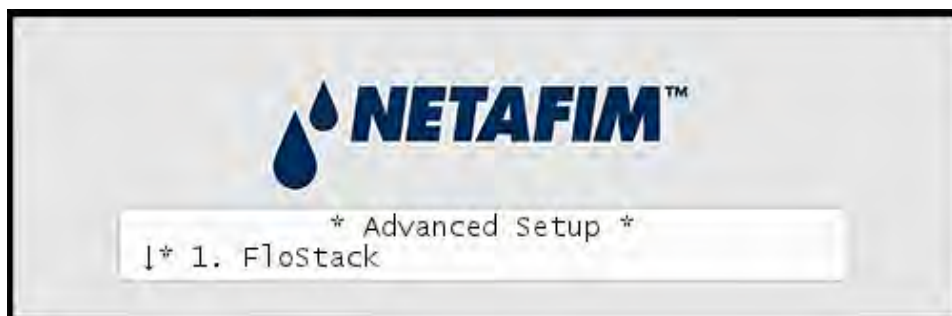 NETAFIM™
* Advanced Setup *
↓* 1. FloStack